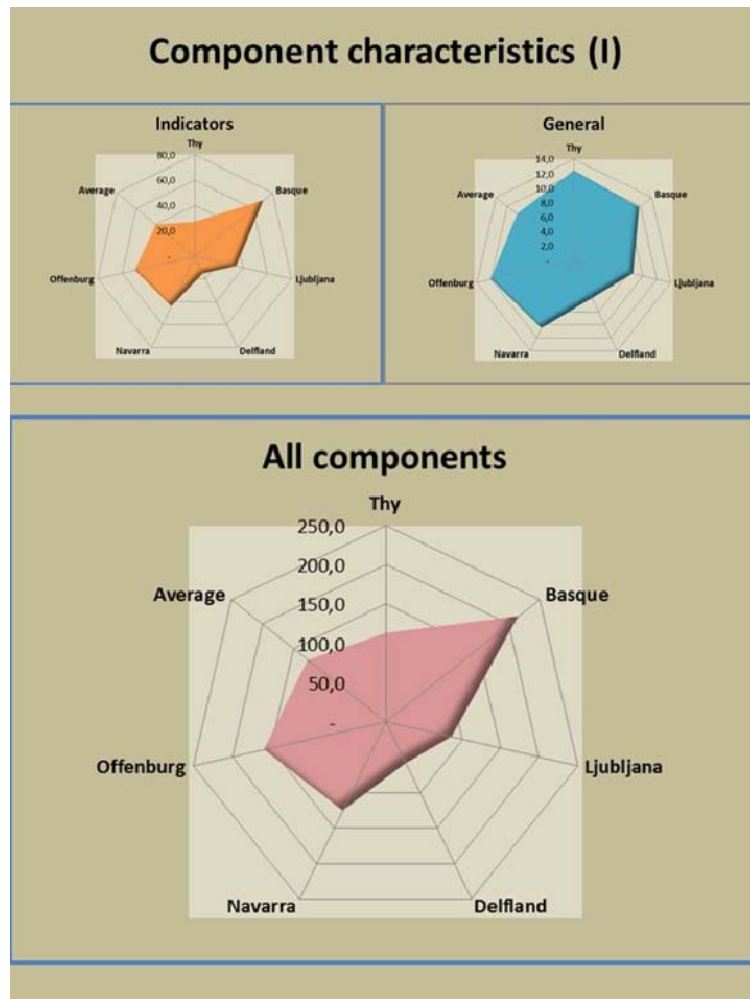 Component characteristics (I)
Indicators
Thy
80,0
60,0
40,0
20,0
-
Average
Basque
Offenburg
Ljubljana
Navarra
Delfland
General
Thy
14,0
12,0
10,0
8,0
6,0
4,0
2,0
-
Average
Basque
Offenburg
Ljubljana
Navarra
Delfland
All components
Thy
250,0
200,0
150,0
100,0
50,0
-
Average
Basque
Offenburg
Ljubljana
Navarra
Delfland